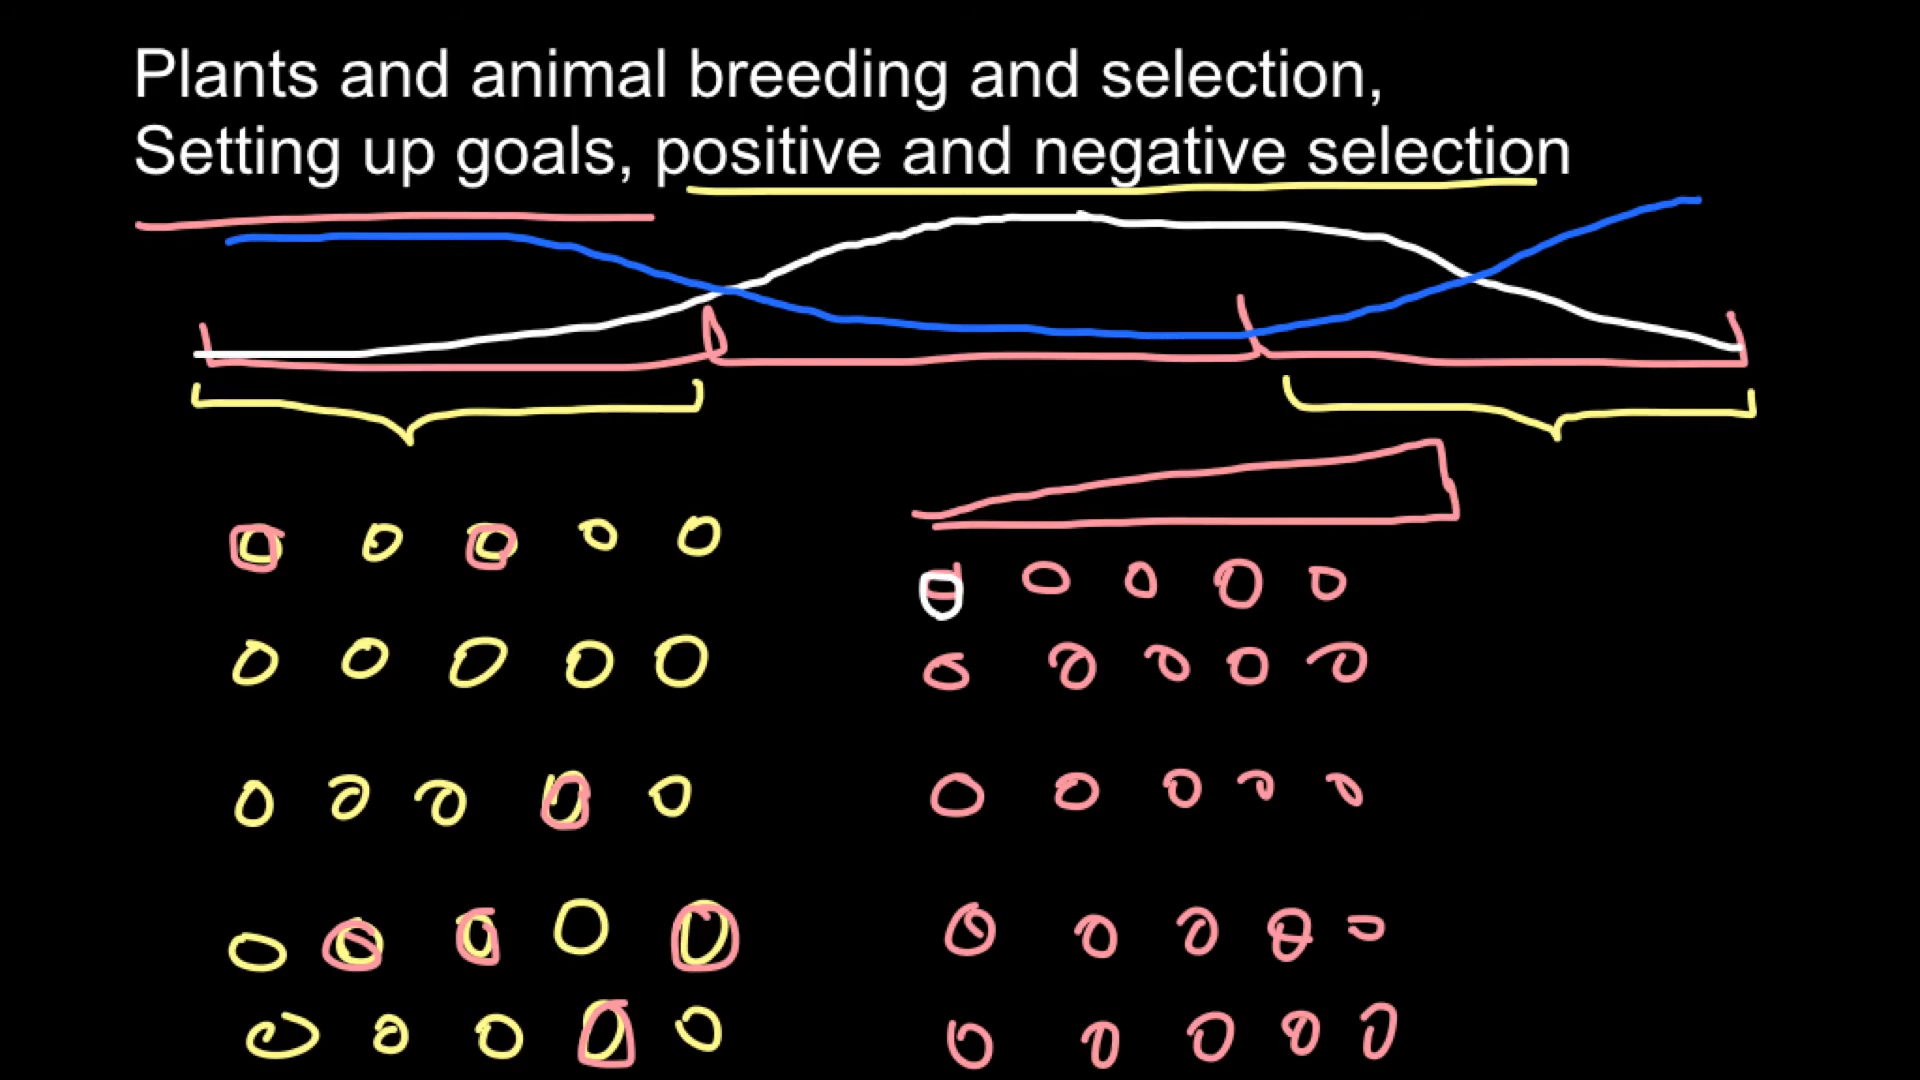 Plants and animal breeding and selection,
Setting up goals, positive and negative selection